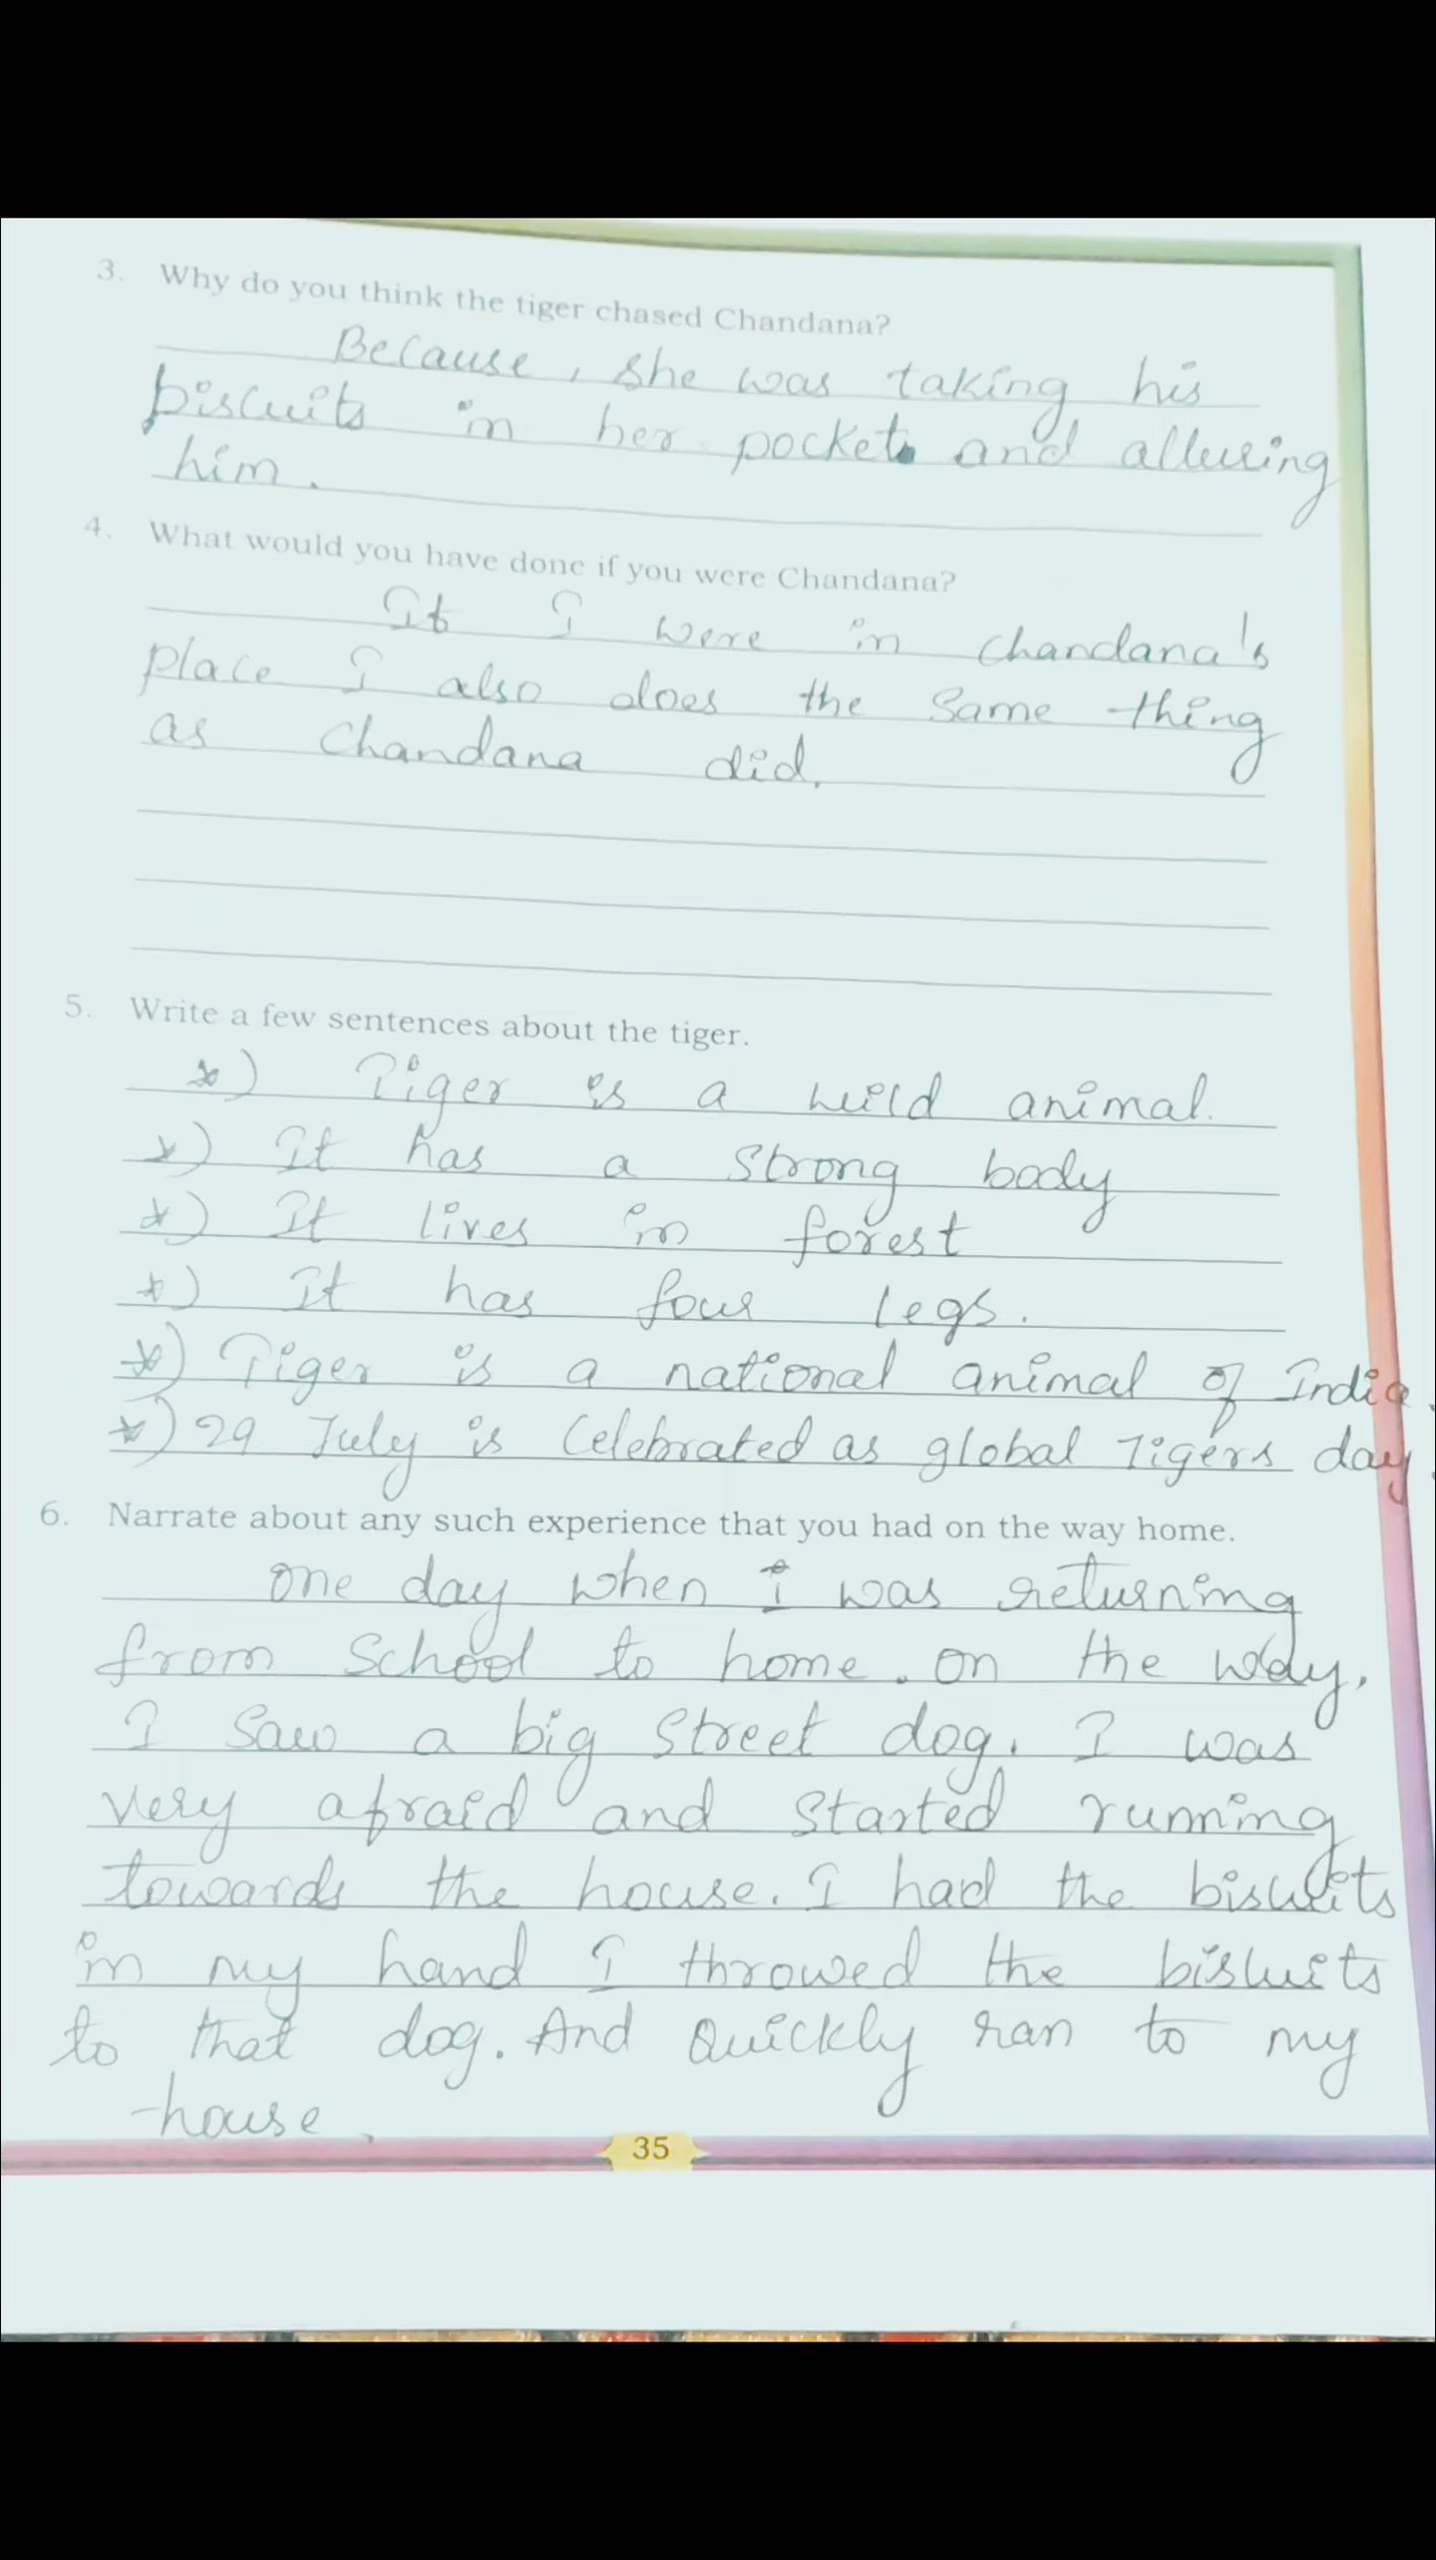 3. Why do you think the tiger chased Chandana?
Because, she was taking his
biscuits in her pocket and allusing
him.
4. What would you have done if you were Chandana?
If I were in chandana's
place I also does the same thing
as Chandana did.
5. Write a few sentences about the tiger.
*) Tiger is a wild animal.
*) It has a strong body
*) It lives in forest
*) It has four legs.
*) Tiger is a national animal of India.
*) 29 July is Celebrated as global Tigers day.
6. Narrate about any such experience that you had on the way home.
One day when I was returning
from School to home. on the way,
I Saw a big Street dog. I was
very afraid and Started running
towards the house. I had the biscuits
in my hand I throwed the biscuits
to that dog. And Quickly ran to my
house.
35